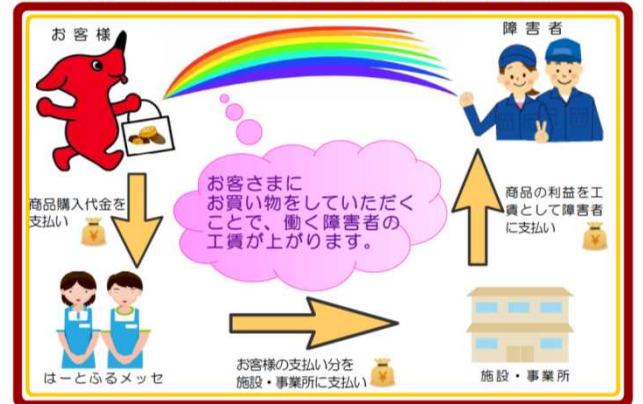 お客様
障害者
お客さまに
お買い物をしていただく
ことで、働く障害者の
工賃が上がります。
商品購入代金を
支払い
¥
商品の利益を工
賃として障害者
に支払い
¥
はーとふるメッセ
お客様の支払い分を
施設・事業所に支払い
¥
施設・事業所